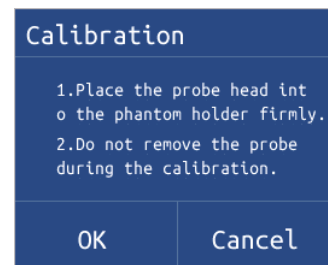 Calibration
1.Place the probe head int
o the phantom holder firmly.
2.Do not remove the probe
during the calibration.
OK
Cancel